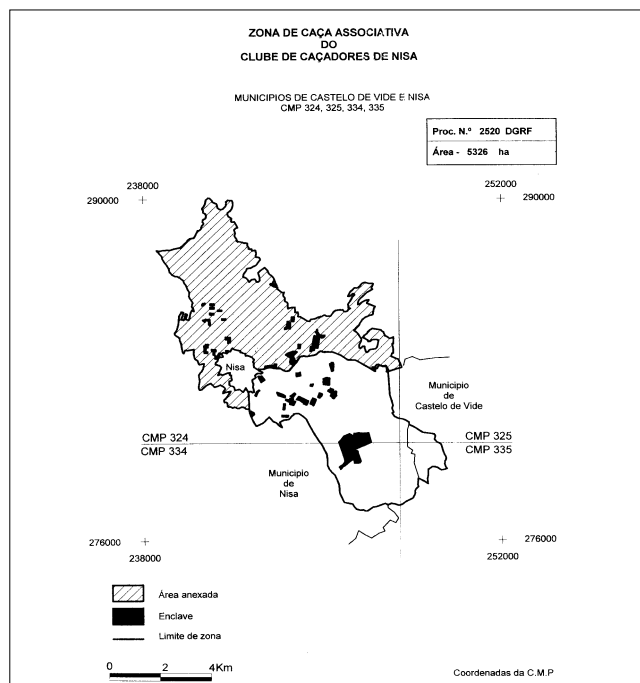 ZONA DE CAÇA ASSOCIATIVA
DO
CLUBE DE CAÇADORES DE NISA
MUNICIPIOS DE CASTELO DE VIDE E NISA
CMP 324, 325, 334, 335
Proc. N.º 2520 DGRF
Área - 5326 ha
238000
252000
290000
290000
Nisa
Municipio
de
Castelo de Vide
CMP 324
CMP 325
CMP 334
CMP 335
Municipio
de
Nisa
276000
276000
238000
252000
Área anexada
Enclave
Limite de zona
0 2 4Km
Coordenadas da C.M.P